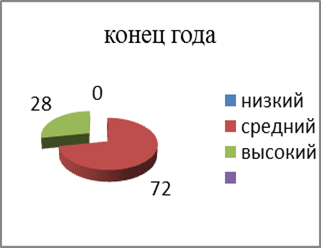 конец года
0
28
72
низкий
средний
высокий